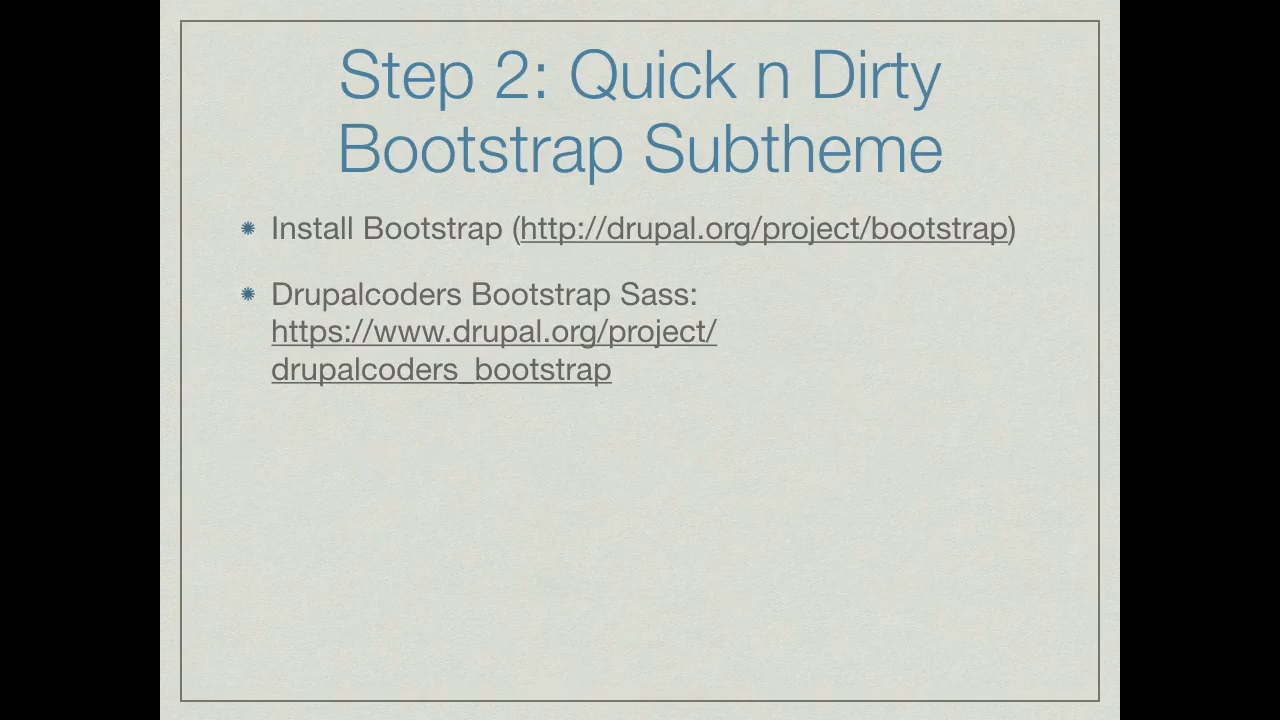 Step 2: Quick n Dirty
Bootstrap Subtheme
Install Bootstrap (http://drupal.org/project/bootstrap)
Drupalcoders Bootstrap Sass:
https://www.drupal.org/project/
drupalcoders_bootstrap